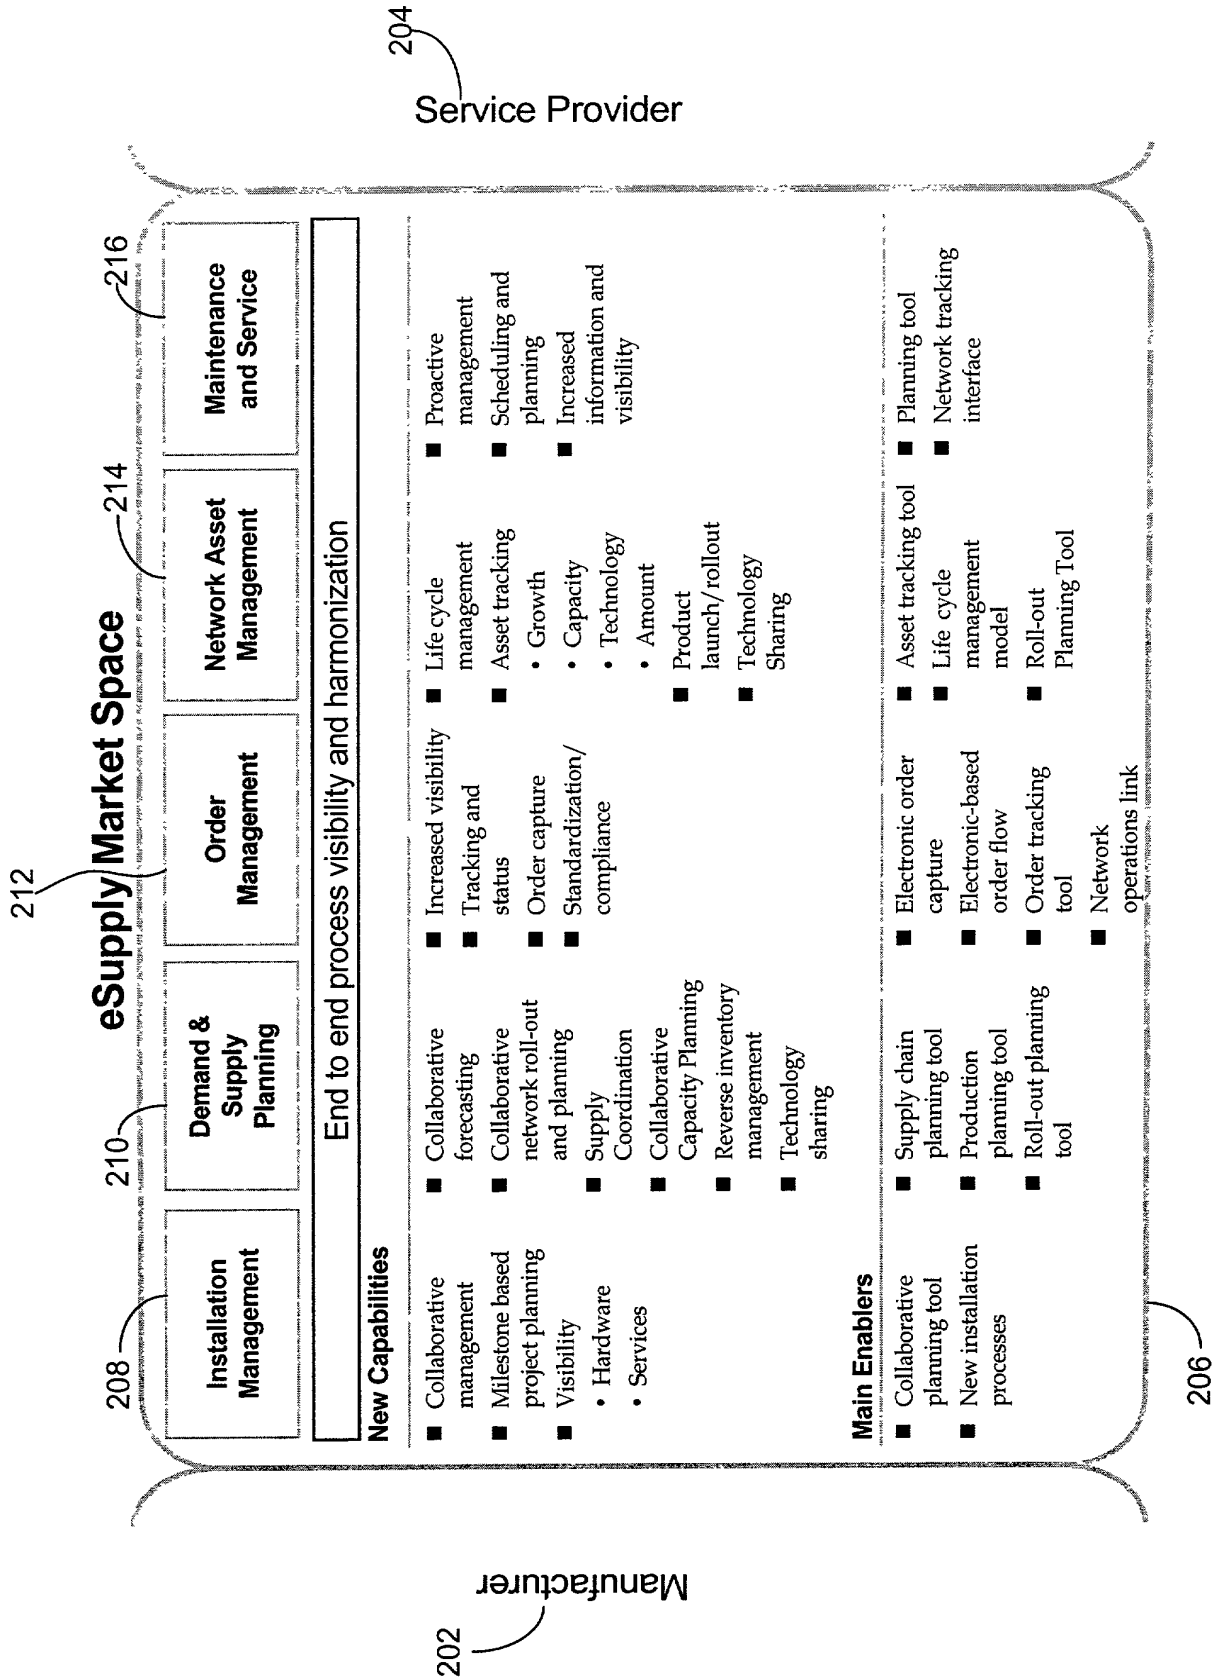 eSupply Market Space
212
208
210
214
216
Installation
Management
Demand &
Supply
Planning
Order
Management
Network Asset
Management
Maintenance
and Service
End to end process visibility and harmonization
New Capabilities
■ Collaborative
management
■ Milestone based
project planning
■ Visibility
• Hardware
• Services
■ Collaborative
forecasting
■ Collaborative
network roll-out
and planning
■ Supply
Coordination
■ Collaborative
Capacity Planning
■ Reverse inventory
management
■ Technology
sharing
■ Increased visibility
■ Tracking and
status
■ Order capture
■ Standardization/
compliance
■ Life cycle
management
■ Asset tracking
• Growth
• Capacity
• Technology
• Amount
■ Product
launch/rollout
■ Technology
Sharing
■ Proactive
management
■ Scheduling and
planning
■ Increased
information and
visibility
Main Enablers
■ Collaborative
planning tool
■ New installation
processes
■ Supply chain
planning tool
■ Production
planning tool
■ Roll-out planning
tool
■ Electronic order
capture
■ Electronic-based
order flow
■ Order tracking
tool
■ Network
operations link
■ Asset tracking tool
■ Life cycle
management
model
■ Roll-out
Planning Tool
■ Planning tool
■ Network tracking
interface
202
Manufacturer
204
Service Provider
206